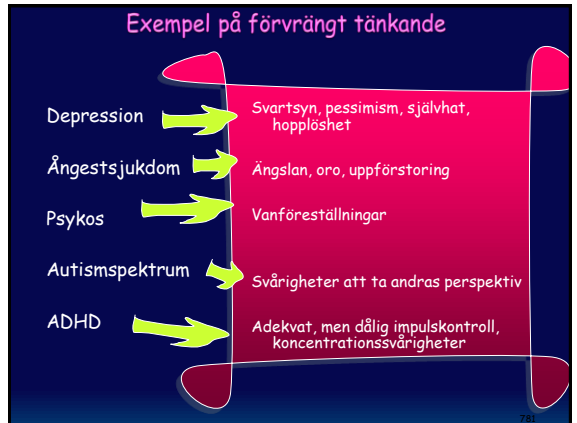 Exempel på förvrängt tänkande
Depression
Svartsyn, pessimism, självhat,
hopplöshet
Ångestsjukdom
Ängslan, oro, uppförstoring
Psykos
Vanföreställningar
Autismspektrum
Svårigheter att ta andras perspektiv
ADHD
Adekvat, men dålig impulskontroll,
koncentrationssvårigheter
781